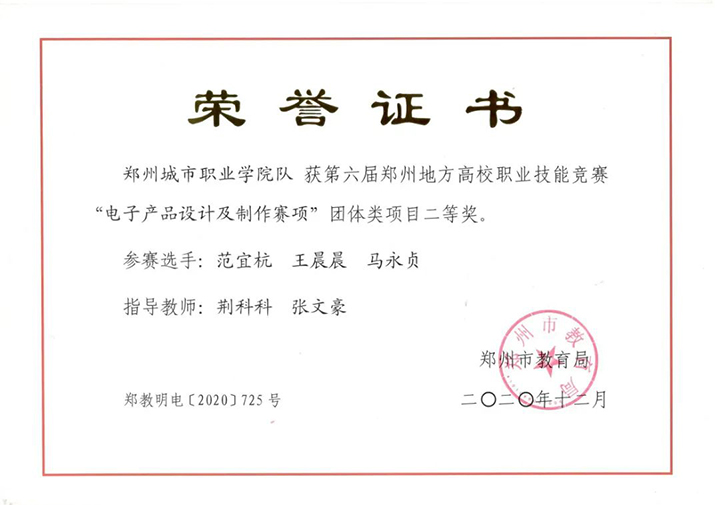 荣誉证书
郑州城市职业学院队 获第六届郑州地方高校职业技能竞赛
“电子产品设计及制作赛项”团体类项目二等奖。
参赛选手：范宜杭 王晨晨 马永贞
指导教师：荆科科 张文豪
郑州市教育局
郑州市教育局
郑教明电〔2020〕725号
二〇二〇年十二月